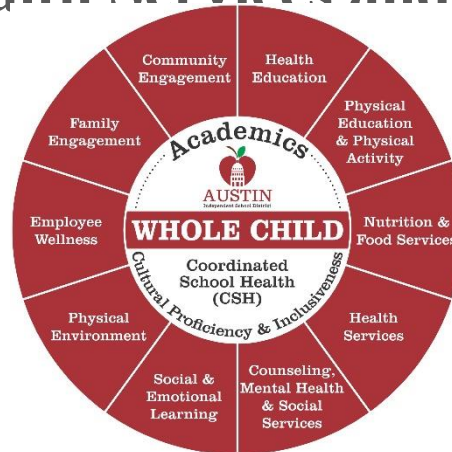 Community
Engagement
Health
Education
Physical
Education
& Physical
Activity
Nutrition &
Food Services
Health
Services
Counseling,
Mental Health
& Social
Services
Social &
Emotional
Learning
Physical
Environment
Employee
Wellness
Family
Engagement
Academics
AUSTIN
Independent School District
WHOLE CHILD
Coordinated
School Health
(CSH)
Cultural Proficiency & Inclusiveness